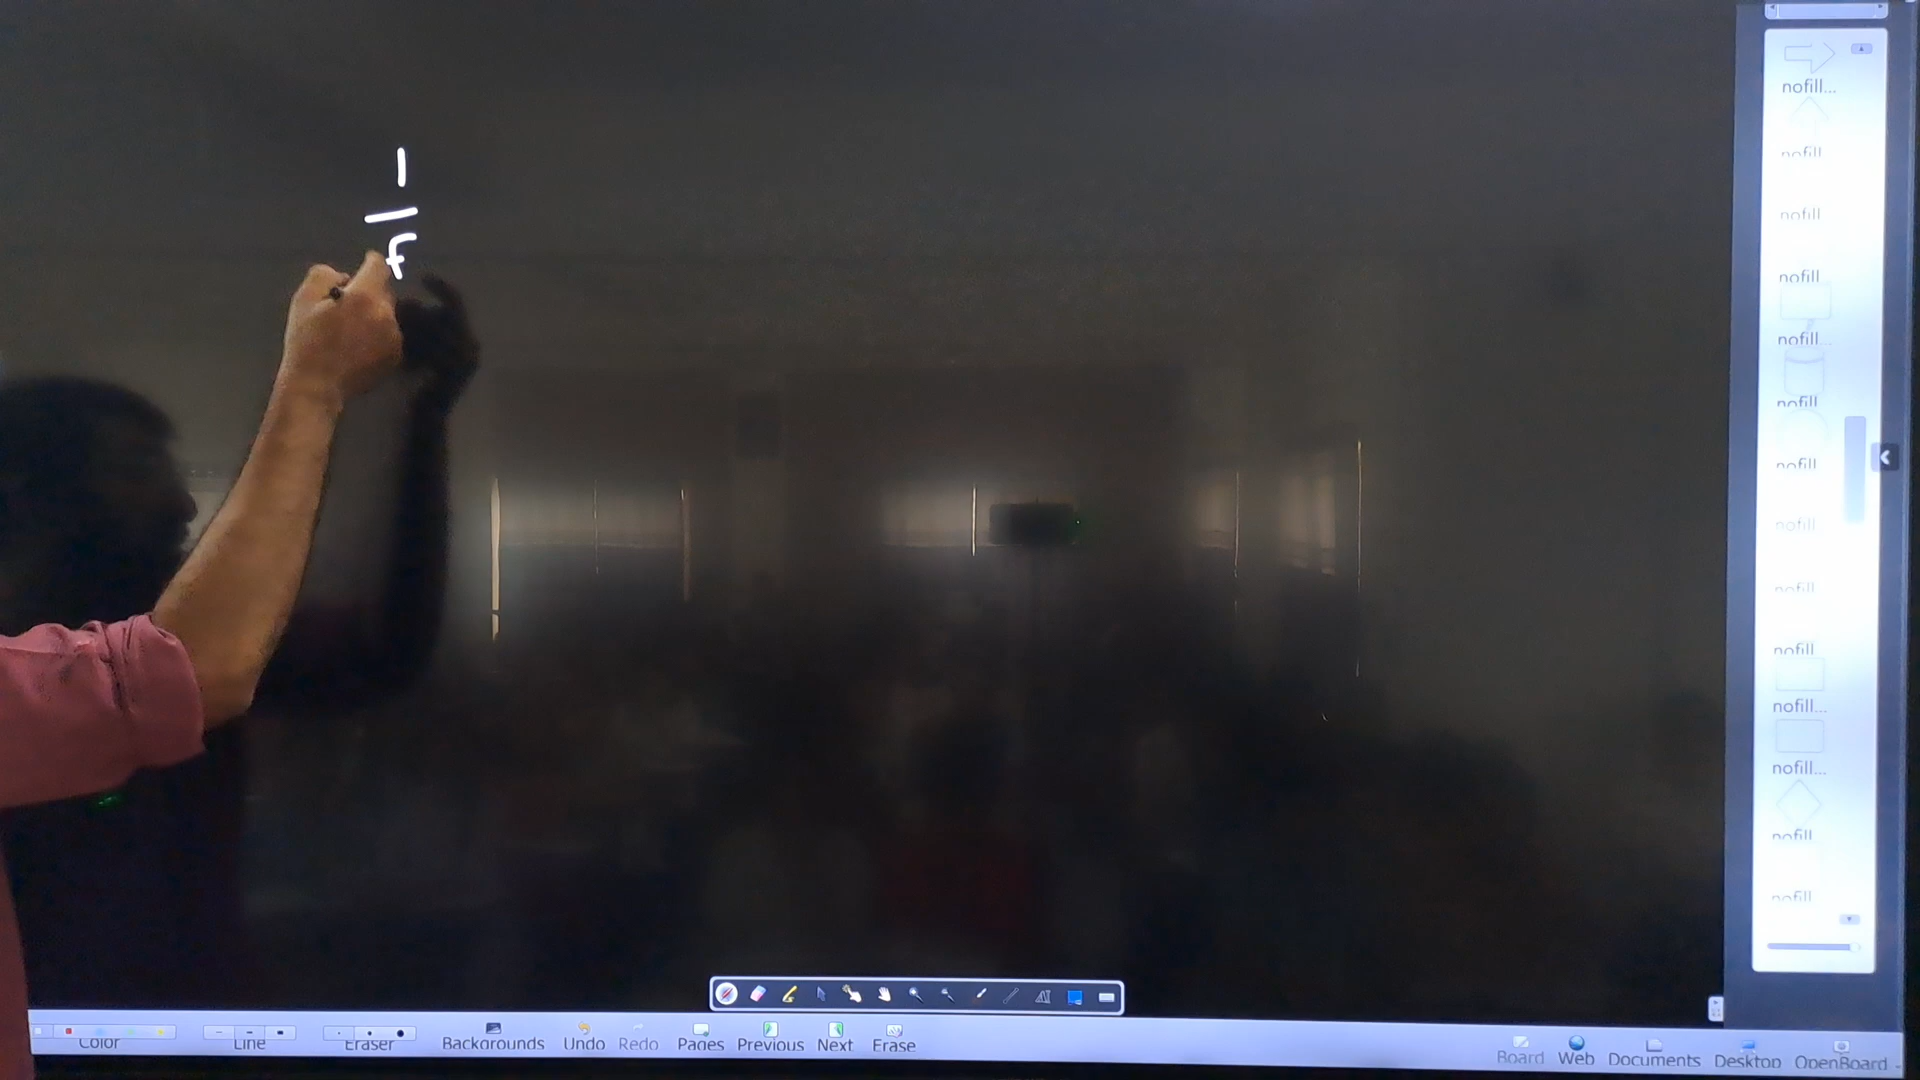 1
f
nofill...
nofill
nofill
nofill
nofill...
nofill
nofill
nofill
nofill
nofill
nofill...
nofill...
nofill
nofill
Color Line Eraser Backgrounds Undo Redo Pages Previous Next Erase Board Web Documents Desktop OpenBoard